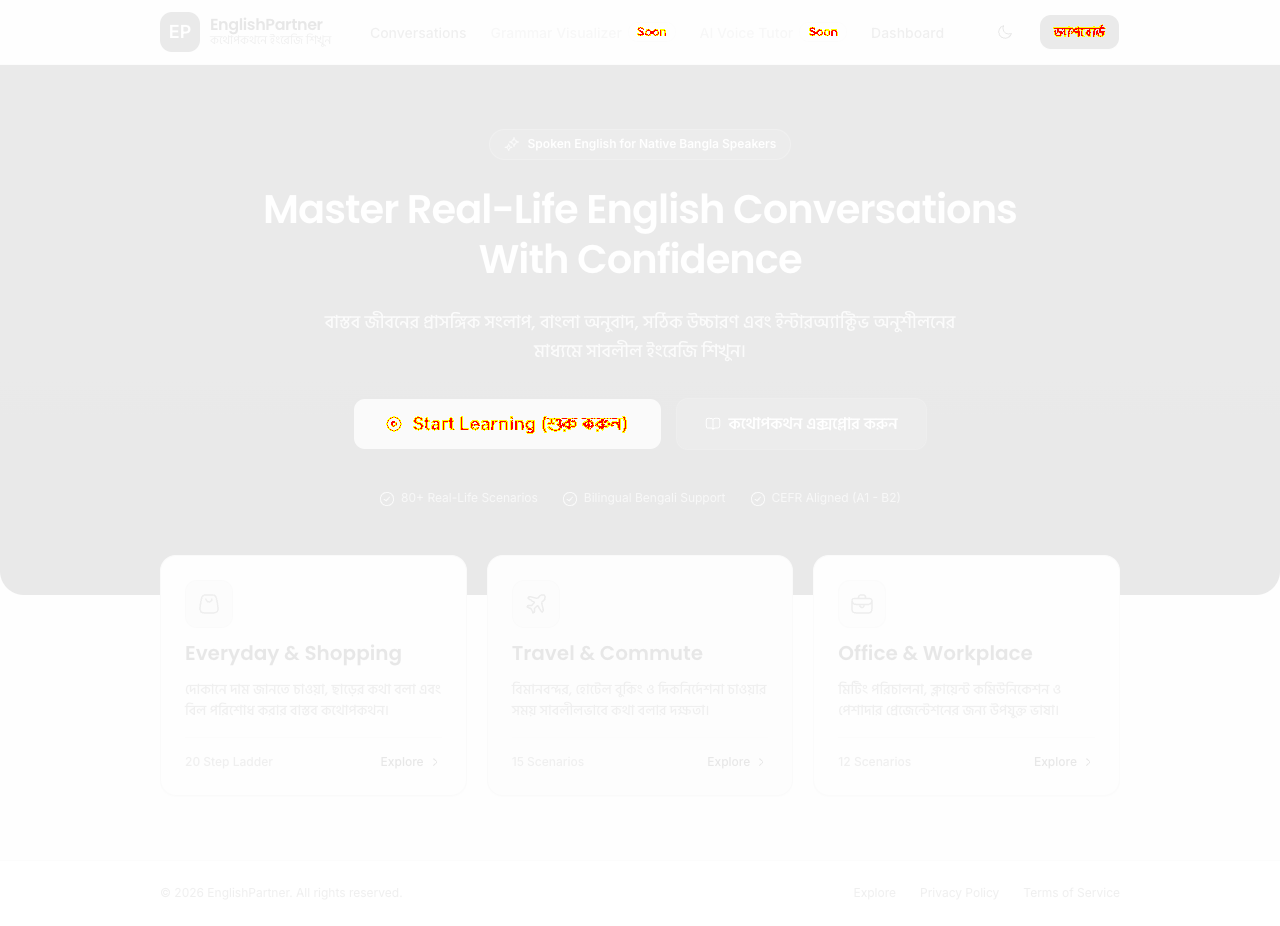 EP EnglishPartner
কথোপকথনে ইংরেজি শিখুন
Conversations Grammar Visualizer Soon AI Voice Tutor Soon Dashboard ড্যাশবোর্ড
Spoken English for Native Bangla Speakers
Master Real-Life English Conversations
With Confidence
বাস্তব জীবনের প্রাসঙ্গিক সংলাপ, বাংলা অনুবাদ, সঠিক উচ্চারণ এবং ইন্টারঅ্যাক্টিভ অনুশীলনের
মাধ্যমে সাবলীল ইংরেজি শিখুন।
Start Learning (শুরু করুন) কথোপকথন এক্সপ্লোর করুন
80+ Real-Life Scenarios Bilingual Bengali Support CEFR Aligned (A1 - B2)
Everyday & Shopping
দোকানে দাম জানতে চাওয়া, ছাড়ের কথা বলা এবং
বিল পরিশোধ করার বাস্তব কথোপকথন।
20 Step Ladder Explore
Travel & Commute
বিমানবন্দর, হোটেল বুকিং ও দিকনির্দেশনা চাওয়ার
সময় সাবলীলভাবে কথা বলার দক্ষতা।
15 Scenarios Explore
Office & Workplace
মিটিং পরিচালনা, ক্লায়েন্ট কমিউনিকেশন ও
পেশাদার প্রেজেন্টেশনের জন্য উপযুক্ত ভাষা।
12 Scenarios Explore
© 2026 EnglishPartner. All rights reserved. Explore Privacy Policy Terms of Service